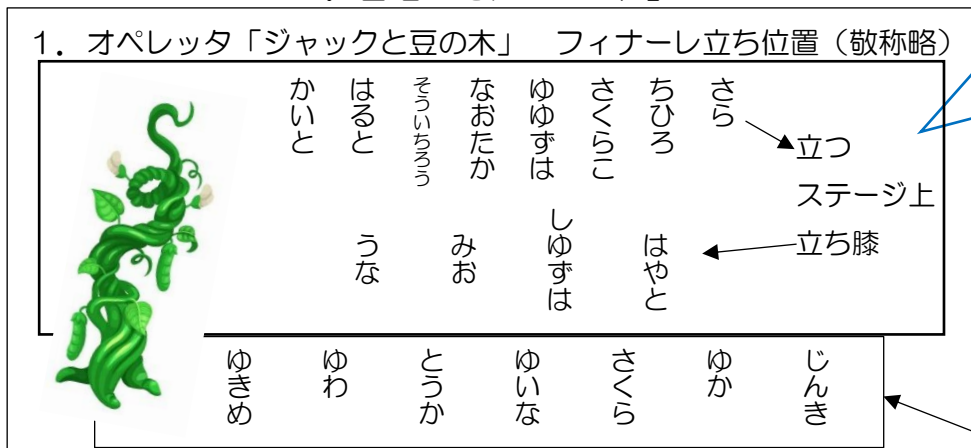 1．オペレッタ「ジャックと豆の木」　フィナーレ立ち位置（敬称略）
さら
ちひろ
さくらこ
ゆゆずは
なおたか
そういちろう
はると
かいと
立つ
ステージ上
立ち膝
はやと
しゆずは
みお
うな
じんき
ゆか
さくら
ゆいな
とうか
ゆわ
ゆきめ